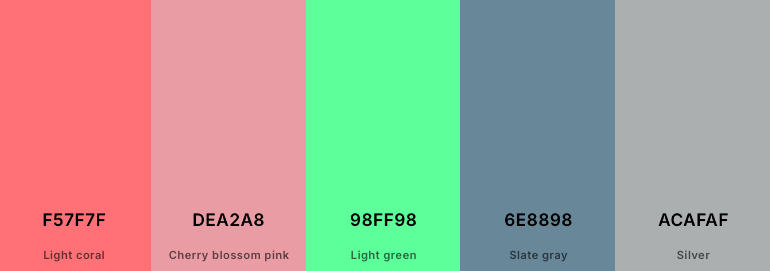 F57F7F
Light coral
DEA2A8
Cherry blossom pink
98FF98
Light green
6E8898
Slate gray
ACAFAF
Silver